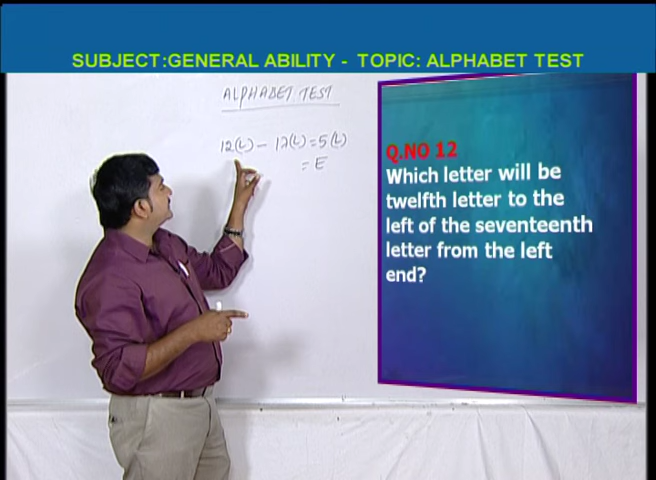 SUBJECT:GENERAL ABILITY - TOPIC: ALPHABET TEST
ALPHABET TEST
12(L) - 17(L) = 5(L)
= E
Q.NO 12
Which letter will be
twelfth letter to the
left of the seventeenth
letter from the left
end?